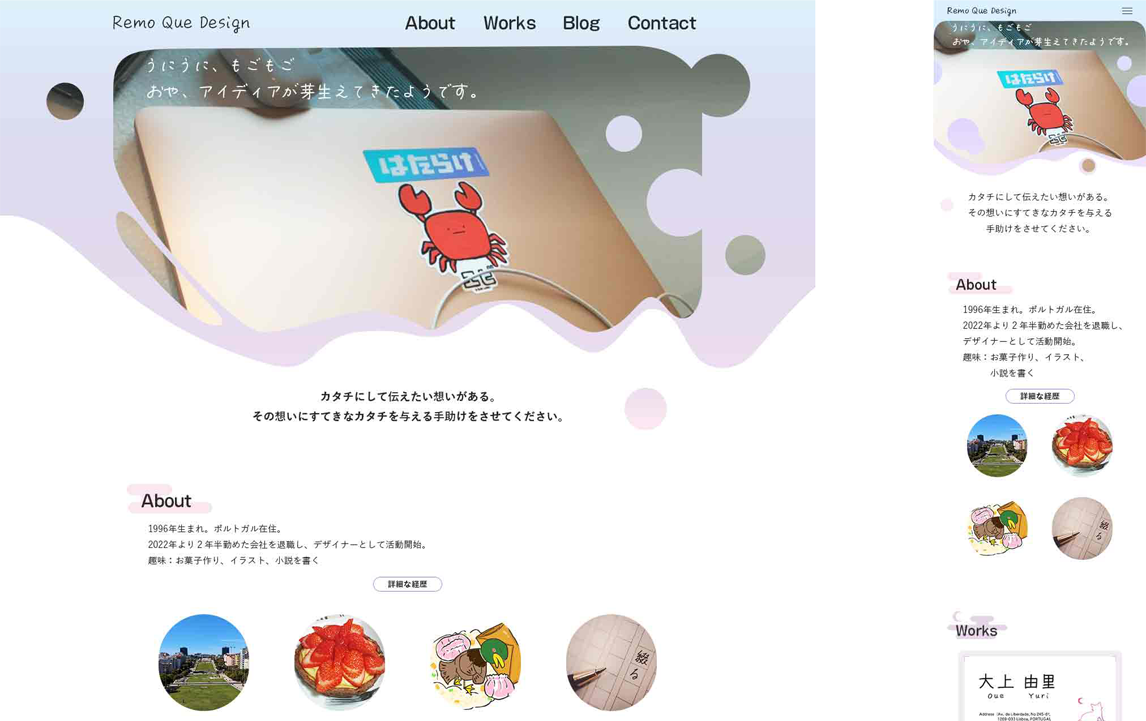 Remo Que Design
About Works Blog Contact
うにうに、もごもご
おや、アイディアが芽生えてきたようです。
はたらけ
カタチにして伝えたい想いがある。
その想いにすてきなカタチを与える手助けをさせてください。
About
1996年生まれ。ポルトガル在住。
2022年より２年半勤めた会社を退職し、デザイナーとして活動開始。
趣味：お菓子作り、イラスト、小説を書く
詳細な経歴
綴る
Remo Que Design
うにうに、もごもご
おや、アイディアが芽生えてきたようです。
はたらけ
カタチにして伝えたい想いがある。
その想いにすてきなカタチを与える
手助けをさせてください。
About
1996年生まれ。ポルトガル在住。
2022年より２年半勤めた会社を退職し、
デザイナーとして活動開始。
趣味：お菓子作り、イラスト、
小説を書く
詳細な経歴
綴る
Works
大上 由里
Oue Yuri